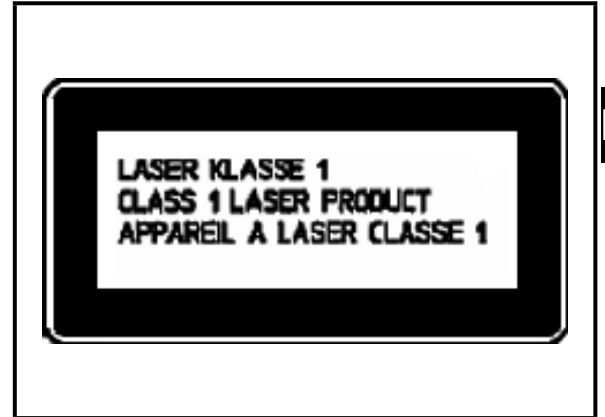 LASER KLASSE 1
CLASS 1 LASER PRODUCT
APPAREIL A LASER CLASSE 1